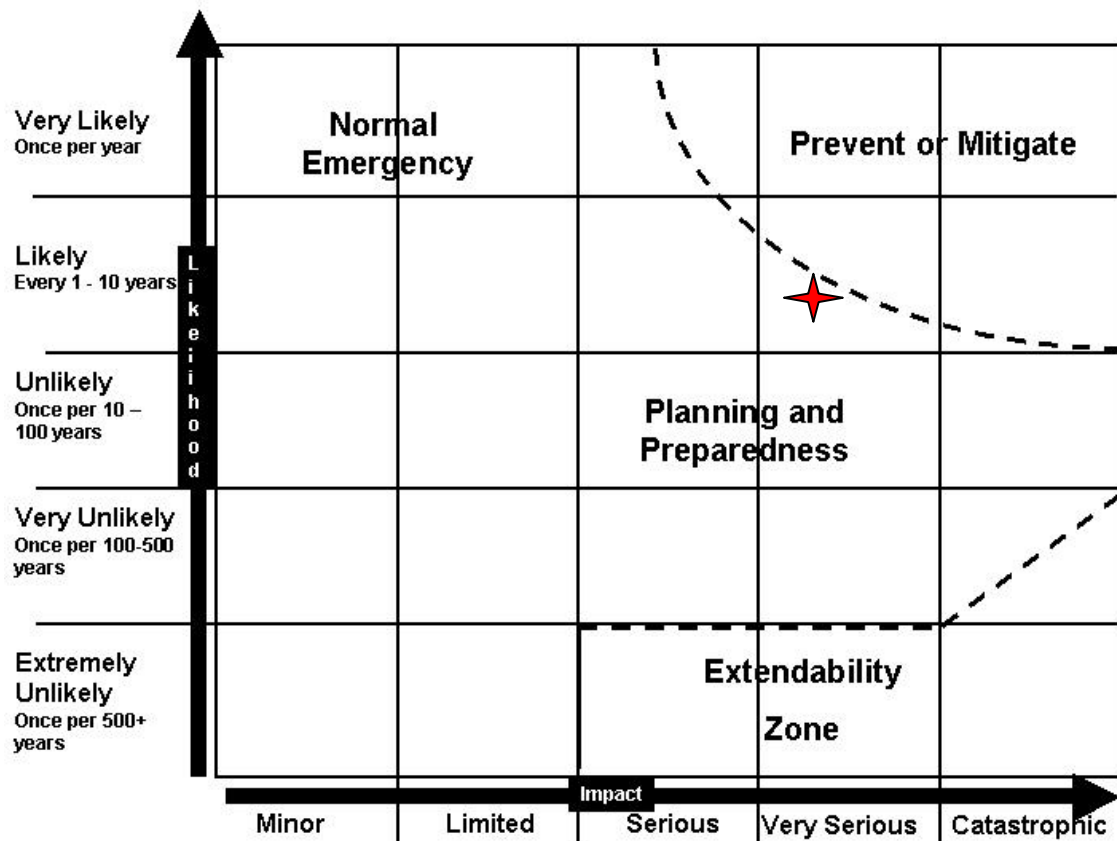 Very Likely
Once per year
Normal
Emergency
Prevent or Mitigate
Likely
Every 1 - 10 years
Likeiihood
Unlikely
Once per 10 –
100 years
Planning and
Preparedness
Very Unlikely
Once per 100-500
years
Extremely
Unlikely
Once per 500+
years
Extendability
Zone
Impact
Minor
Limited
Serious
Very Serious
Catastrophic